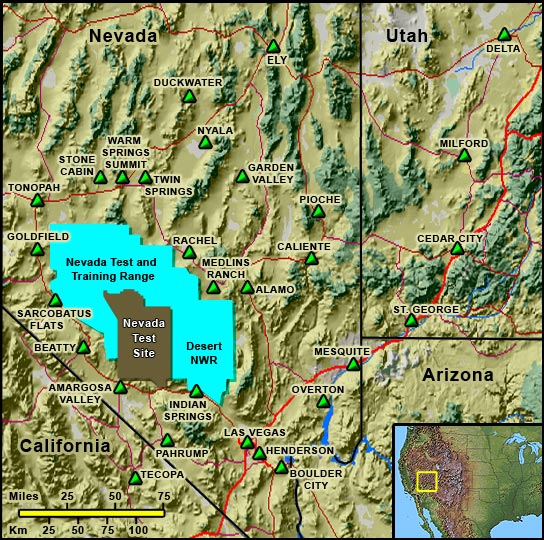 Nevada
Utah
DELTA
ELY
DUCKWATER
NYALA
MILFORD
WARM
SPRINGS
SUMMIT
STONE
CABIN
TWIN
SPRINGS
GARDEN
VALLEY
TONOPAH
PIOCHE
GOLDFIELD
RACHEL
CEDAR CITY
CALIENTE
Nevada Test and
Training Range
MEDLINS
RANCH
ALAMO
SARCOBATUS
FLATS
ST. GEORGE
Nevada
Test
Site
Desert
NWR
BEATTY
MESQUITE
Arizona
AMARGOSA
VALLEY
INDIAN
SPRINGS
OVERTON
California
PAHRUMP
LAS VEGAS
HENDERSON
BOULDER
CITY
TECOPA
Miles 25 50 75
Km 25 50 75 100